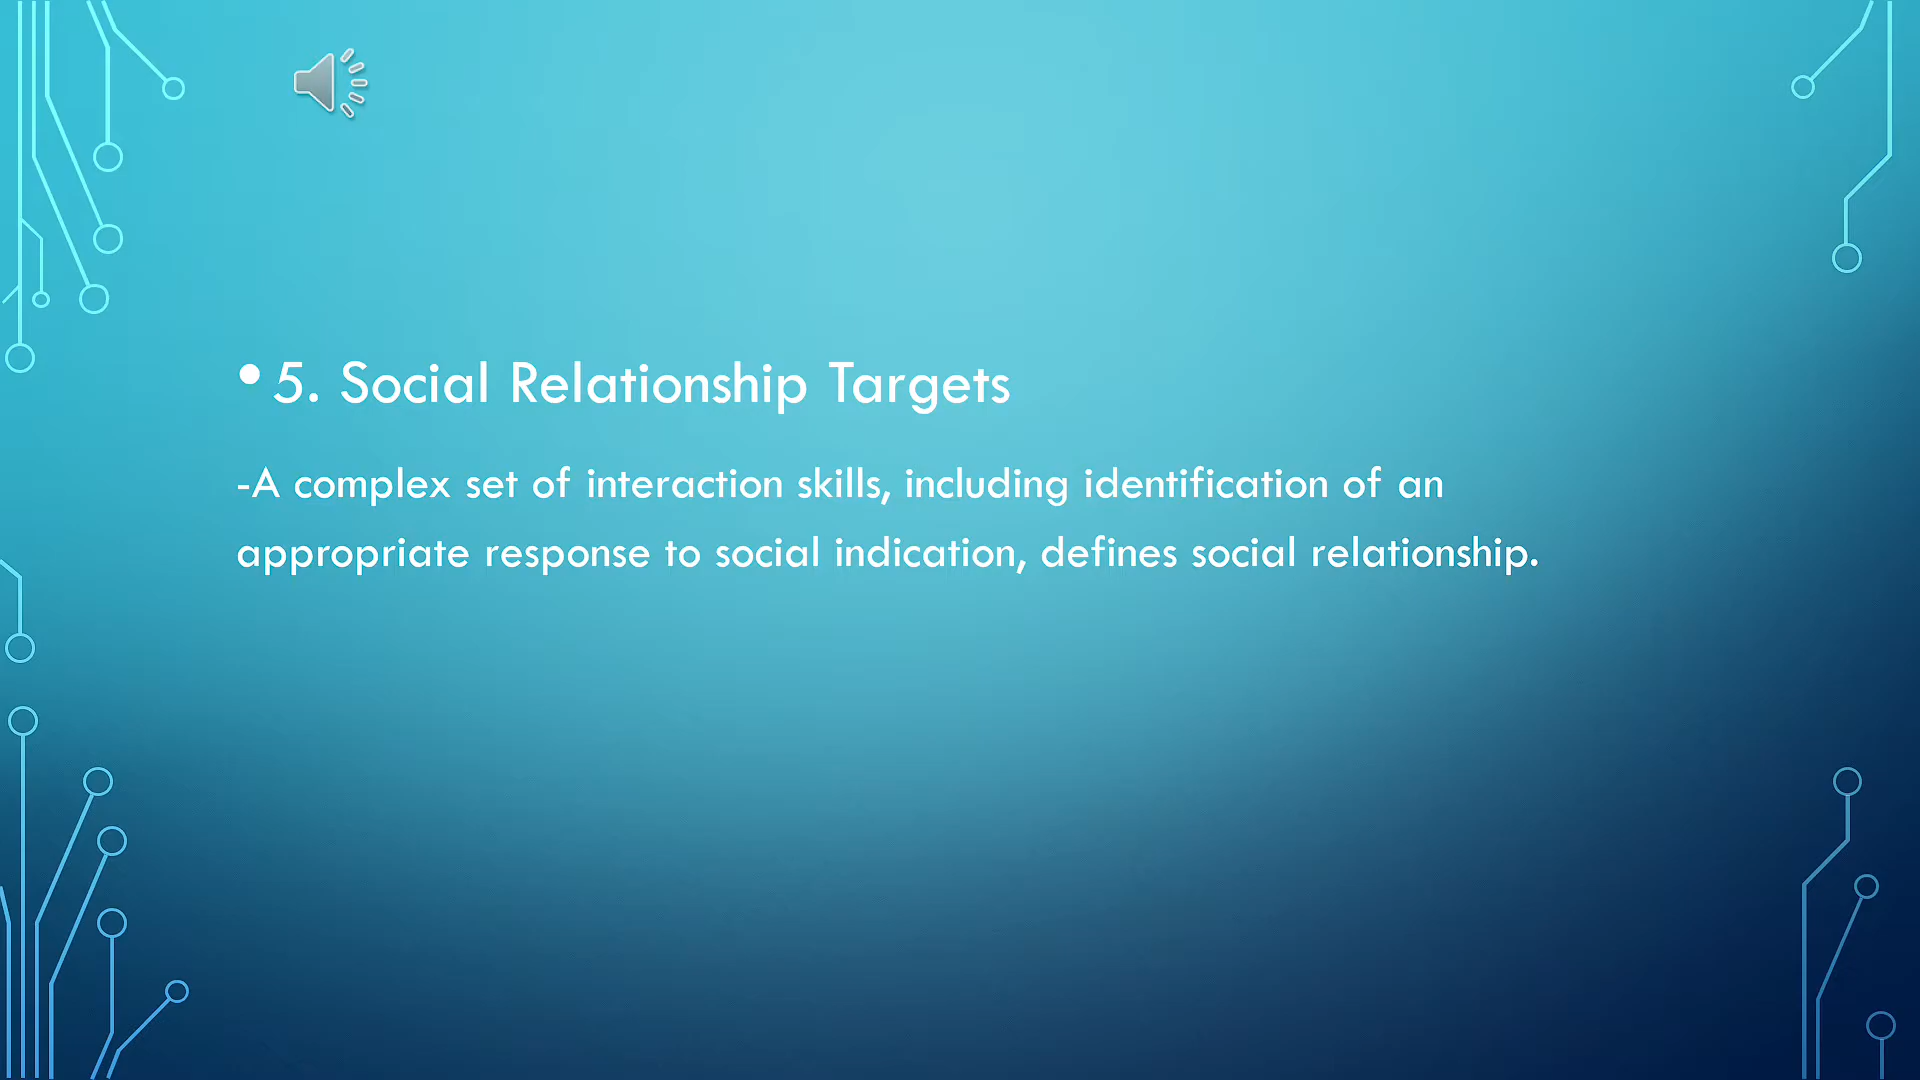 • 5. Social Relationship Targets
-A complex set of interaction skills, including identification of an
appropriate response to social indication, defines social relationship.